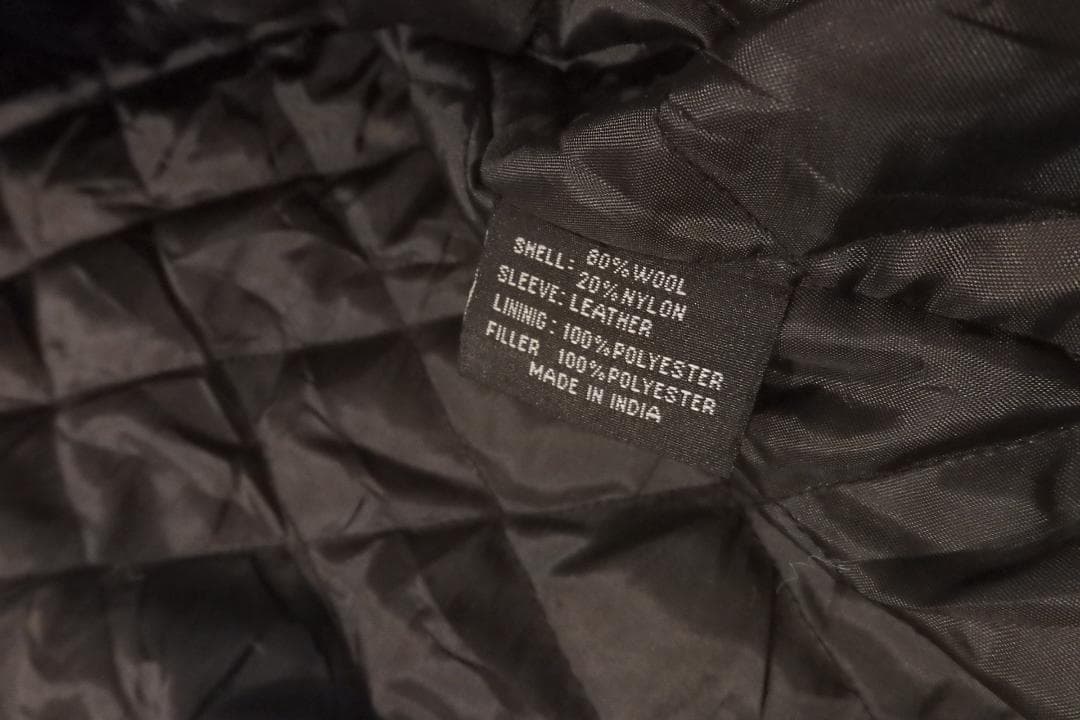 SHELL: 80% WOOL
20% NYLON
SLEEVE: LEATHER
LINING: 100% POLYESTER
FILLER 100% POLYESTER
MADE IN INDIA